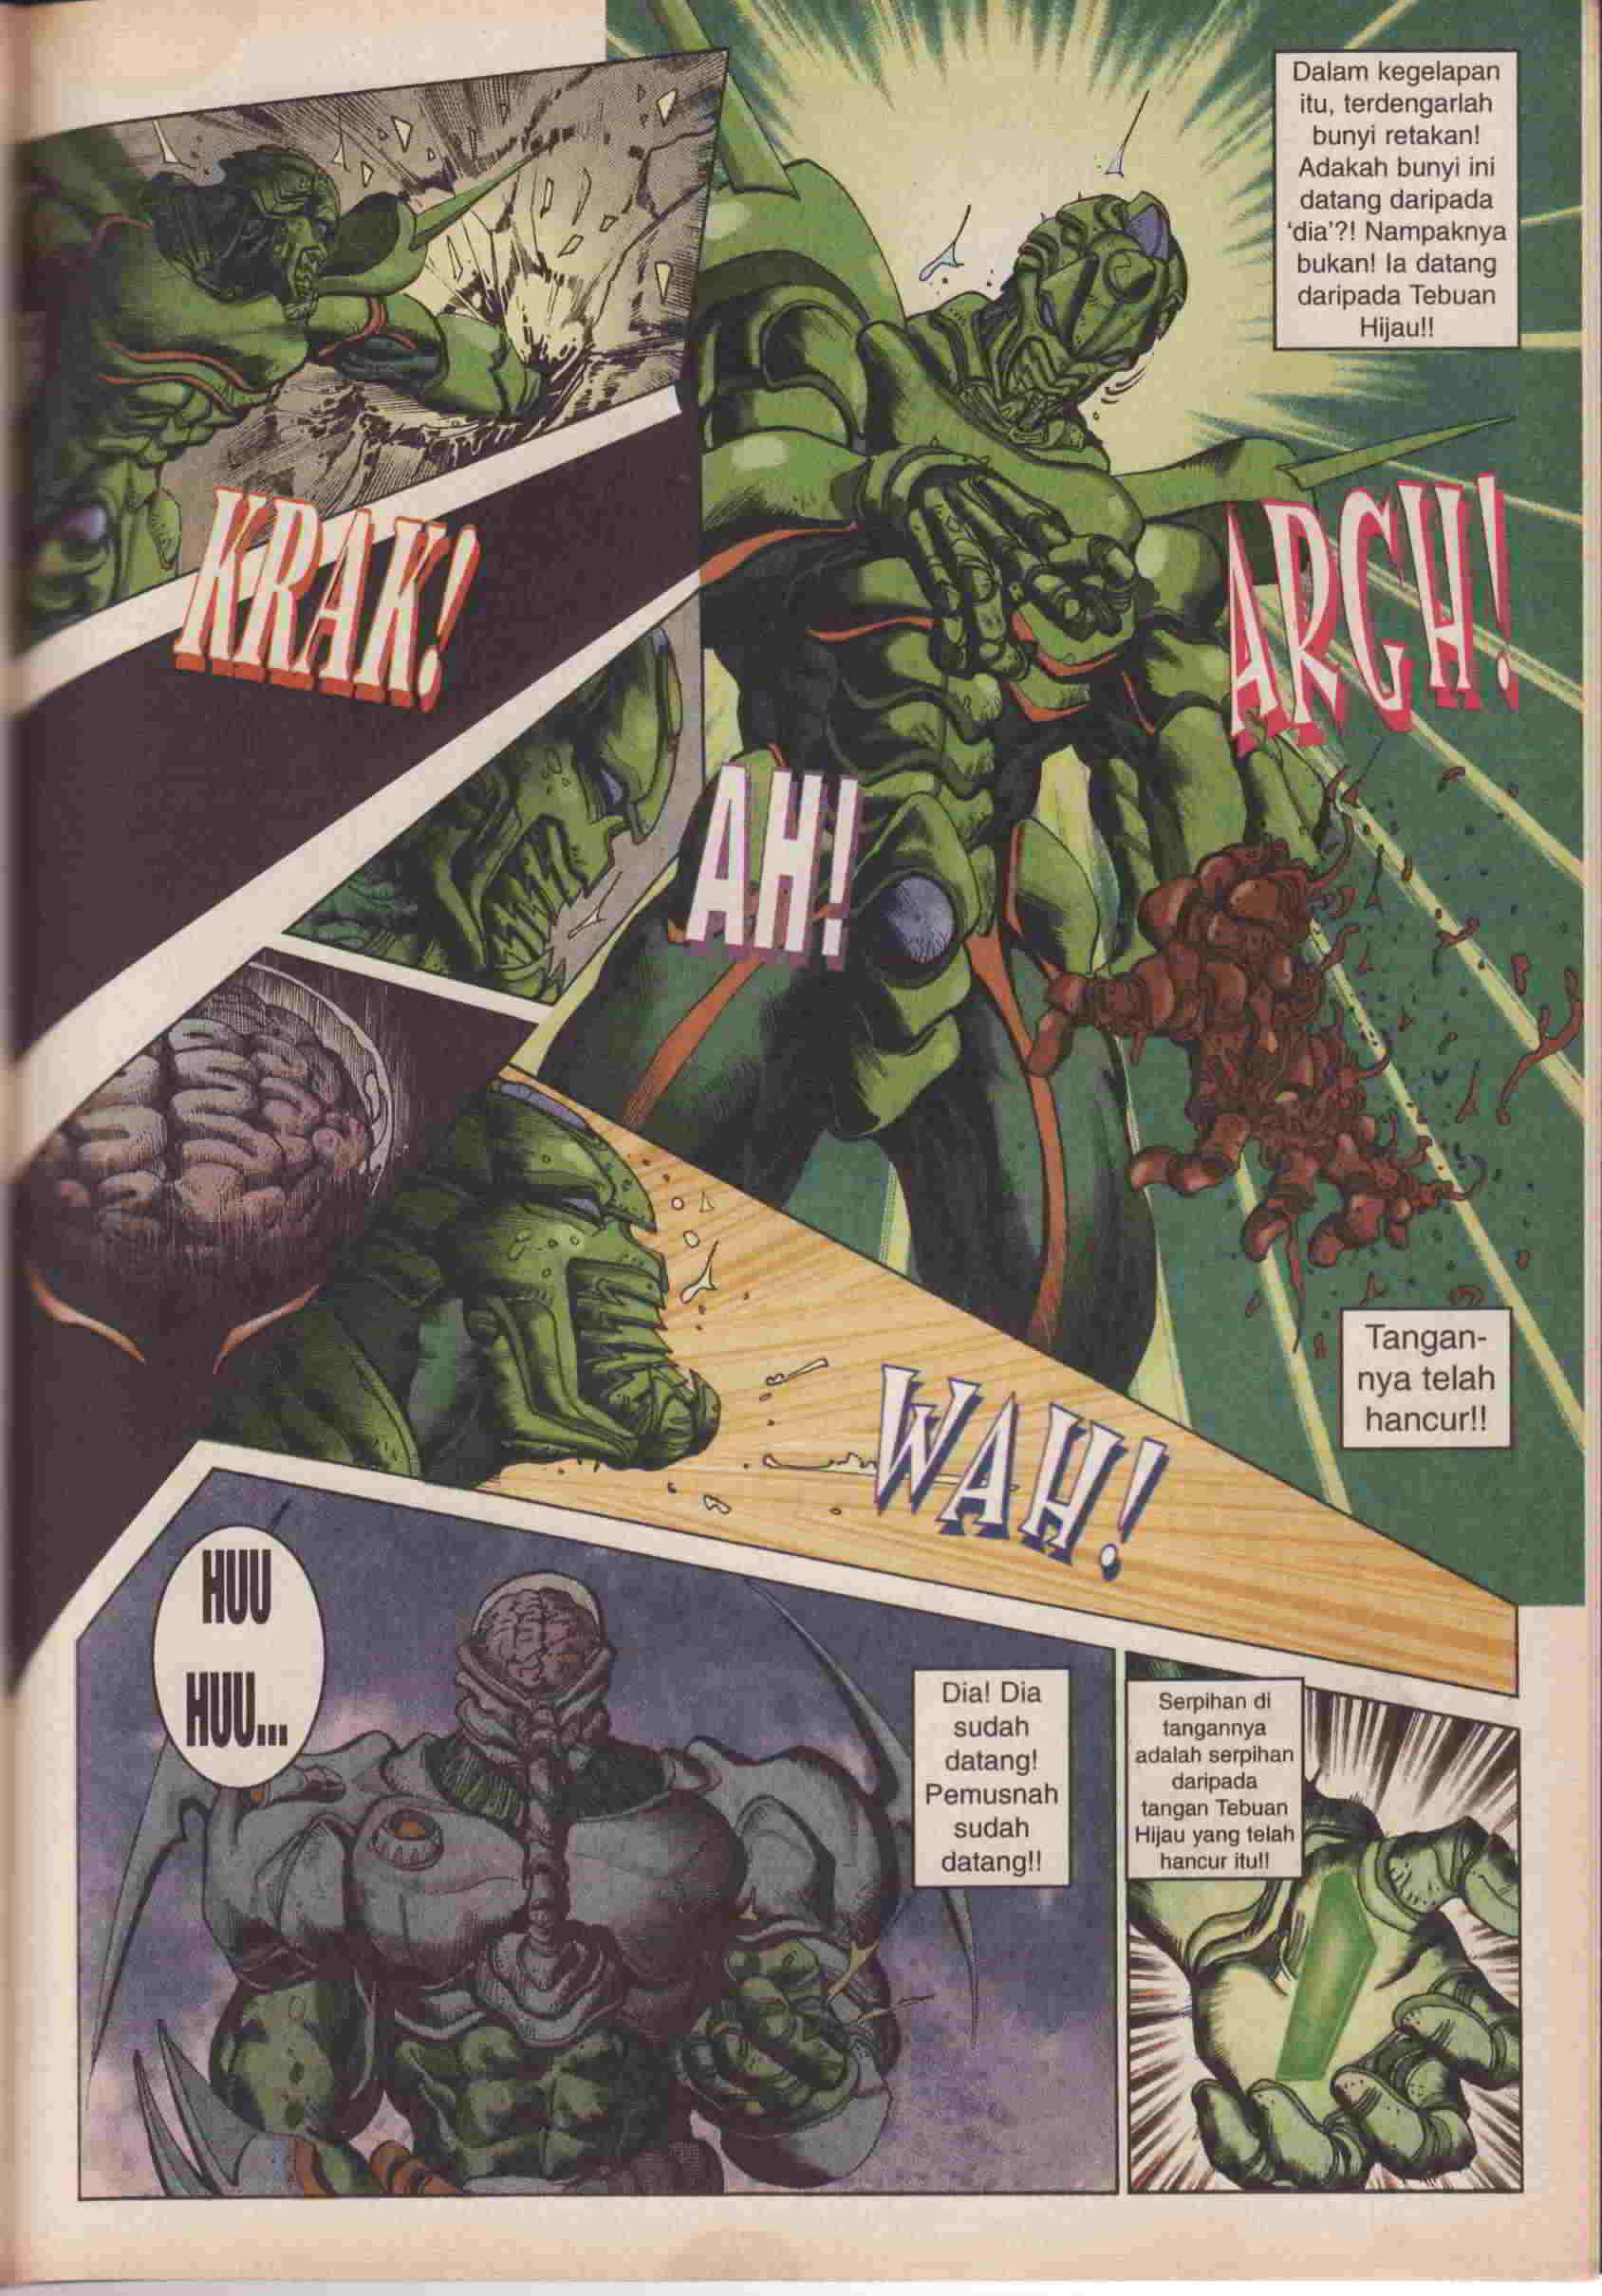 Dalam kegelapan
itu, terdengarlah
bunyi retakan!
Adakah bunyi ini
datang daripada
‘dia’?! Nampaknya
bukan! Ia datang
daripada Tebuan
Hijau!!
KRAK!
ARGH!
AH!
Tangan-
nya telah
hancur!!
WAH!
HUU
HUU...
Dia! Dia
sudah
datang!
Pemusnah
sudah
datang!!
Serpihan di
tangannya
adalah serpihan
daripada
tangan Tebuan
Hijau yang telah
hancur itu!!